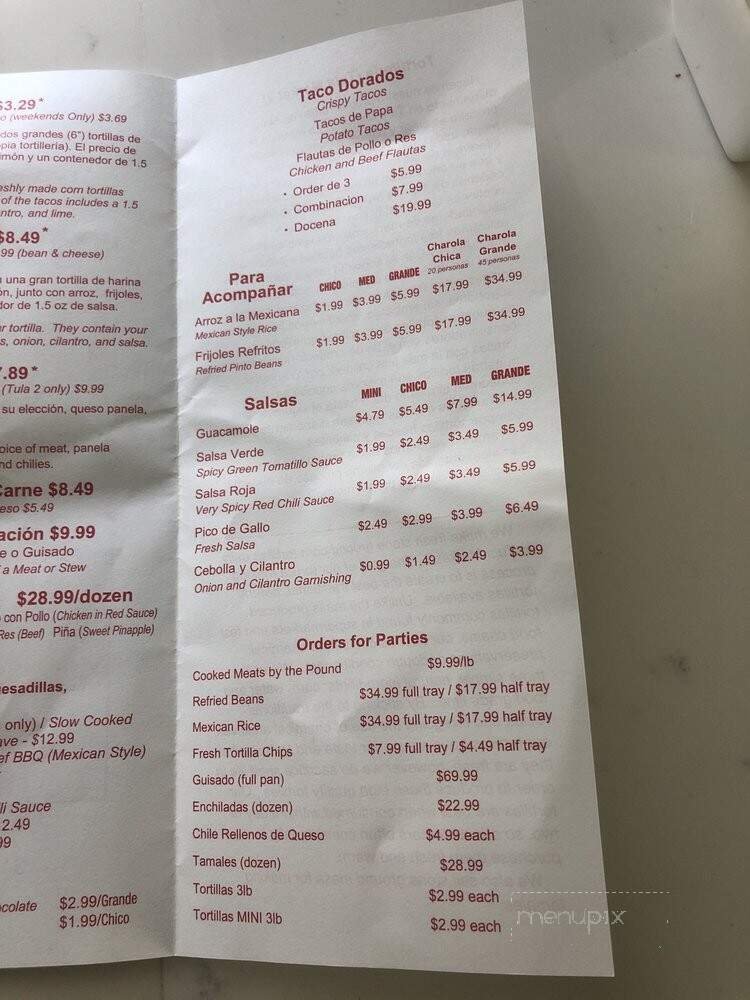 $3.29*
o (weekends Only) $3.69
dos grandes (6") tortillas de
pia tortillería). El precio de
imón y un contenedor de 1.5
eshly made corn tortillas
of the tacos includes a 1.5
ntro, and lime.
$8.49*
99 (bean & cheese)
una gran tortilla de harina
ón, junto con arroz, frijoles,
dor de 1.5 oz de salsa.
r tortilla. They contain your
s, onion, cilantro, and salsa.
7.89*
(Tula 2 only) $9.99
su elección, queso panela,
oice of meat, panela
nd chilies.
Carne $8.49
eso $5.49
ación $9.99
e o Guisado
a Meat or Stew
$28.99/dozen
con Pollo (Chicken in Red Sauce)
Res (Beef) Piña (Sweet Pinapple)
esadillas,
only) / Slow Cooked
ave - $12.99
ef BBQ (Mexican Style)
li Sauce
2.49
99
ocolate $2.99/Grande
$1.99/Chico
Taco Dorados
Crispy Tacos
Tacos de Papa
Potato Tacos
Flautas de Pollo o Res
Chicken and Beef Flautas
• Order de 3 $5.99
• Combinacion $7.99
• Docena $19.99
Para Acompañar CHICO MED GRANDE Charola Chica 20 personas Charola Grande 45 personas
Arroz a la Mexicana $1.99 $3.99 $5.99 $17.99 $34.99
Mexican Style Rice
Frijoles Refritos $1.99 $3.99 $5.99 $17.99 $34.99
Refried Pinto Beans
Salsas MINI CHICO MED GRANDE
Guacamole $4.79 $5.49 $7.99 $14.99
Salsa Verde $1.99 $2.49 $3.49 $5.99
Spicy Green Tomatillo Sauce
Salsa Roja $1.99 $2.49 $3.49 $5.99
Very Spicy Red Chili Sauce
Pico de Gallo $2.49 $2.99 $3.99 $6.49
Fresh Salsa
Cebolla y Cilantro $0.99 $1.49 $2.49 $3.99
Onion and Cilantro Garnishing
Orders for Parties
Cooked Meats by the Pound $9.99/lb
Refried Beans $34.99 full tray / $17.99 half tray
Mexican Rice $34.99 full tray / $17.99 half tray
Fresh Tortilla Chips $7.99 full tray / $4.49 half tray
Guisado (full pan) $69.99
Enchiladas (dozen) $22.99
Chile Rellenos de Queso $4.99 each
Tamales (dozen) $28.99
Tortillas 3lb $2.99 each
Tortillas MINI 3lb $2.99 each
menupix